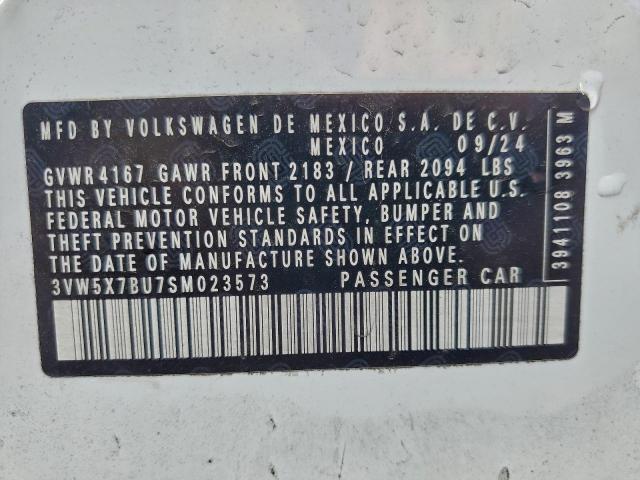 MFD BY VOLKSWAGEN DE MEXICO S.A. DE C.V.
MEXICO 09/24
GVWR 4167 GAWR FRONT 2183 / REAR 2094 LBS
THIS VEHICLE CONFORMS TO ALL APPLICABLE U.S.
FEDERAL MOTOR VEHICLE SAFETY, BUMPER AND
THEFT PREVENTION STANDARDS IN EFFECT ON
THE DATE OF MANUFACTURE SHOWN ABOVE.
3VW5X7BU7SM023573 PASSENGER CAR
3941108 3963 M